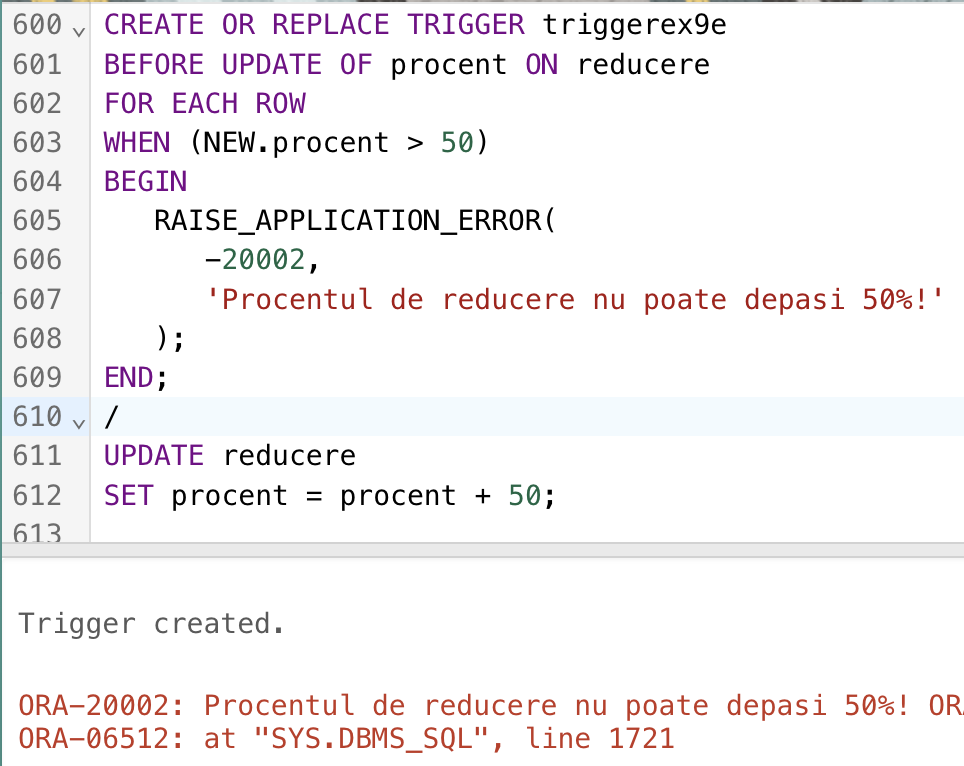 600 CREATE OR REPLACE TRIGGER triggerex9e
601 BEFORE UPDATE OF procent ON reducere
602 FOR EACH ROW
603 WHEN (NEW.procent > 50)
604 BEGIN
605    RAISE_APPLICATION_ERROR(
606       -20002,
607       'Procentul de reducere nu poate depasi 50%!'
608    );
609 END;
610 /
611 UPDATE reducere
612 SET procent = procent + 50;
613
Trigger created.
ORA-20002: Procentul de reducere nu poate depasi 50%!
ORA-06512: at "SYS.DBMS_SQL", line 1721